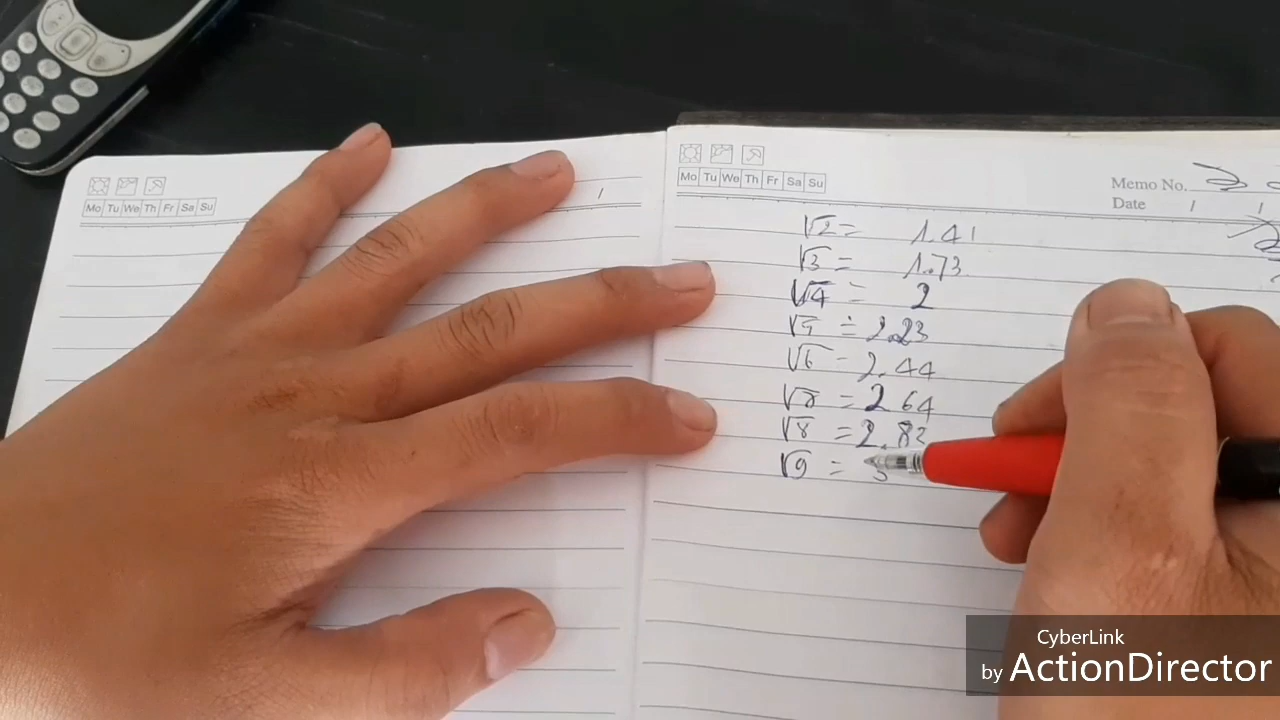 Mo Tu We Th Fr Sa Su
/
Mo Tu We Th Fr Sa Su
Memo No.
Date / /
√2 = 1.41
√3 = 1.73
√4 = 2
√5 = 2.23
√6 = 2.44
√7 = 2 64
√8 = 2.82
√9 = 3
CyberLink
by ActionDirector